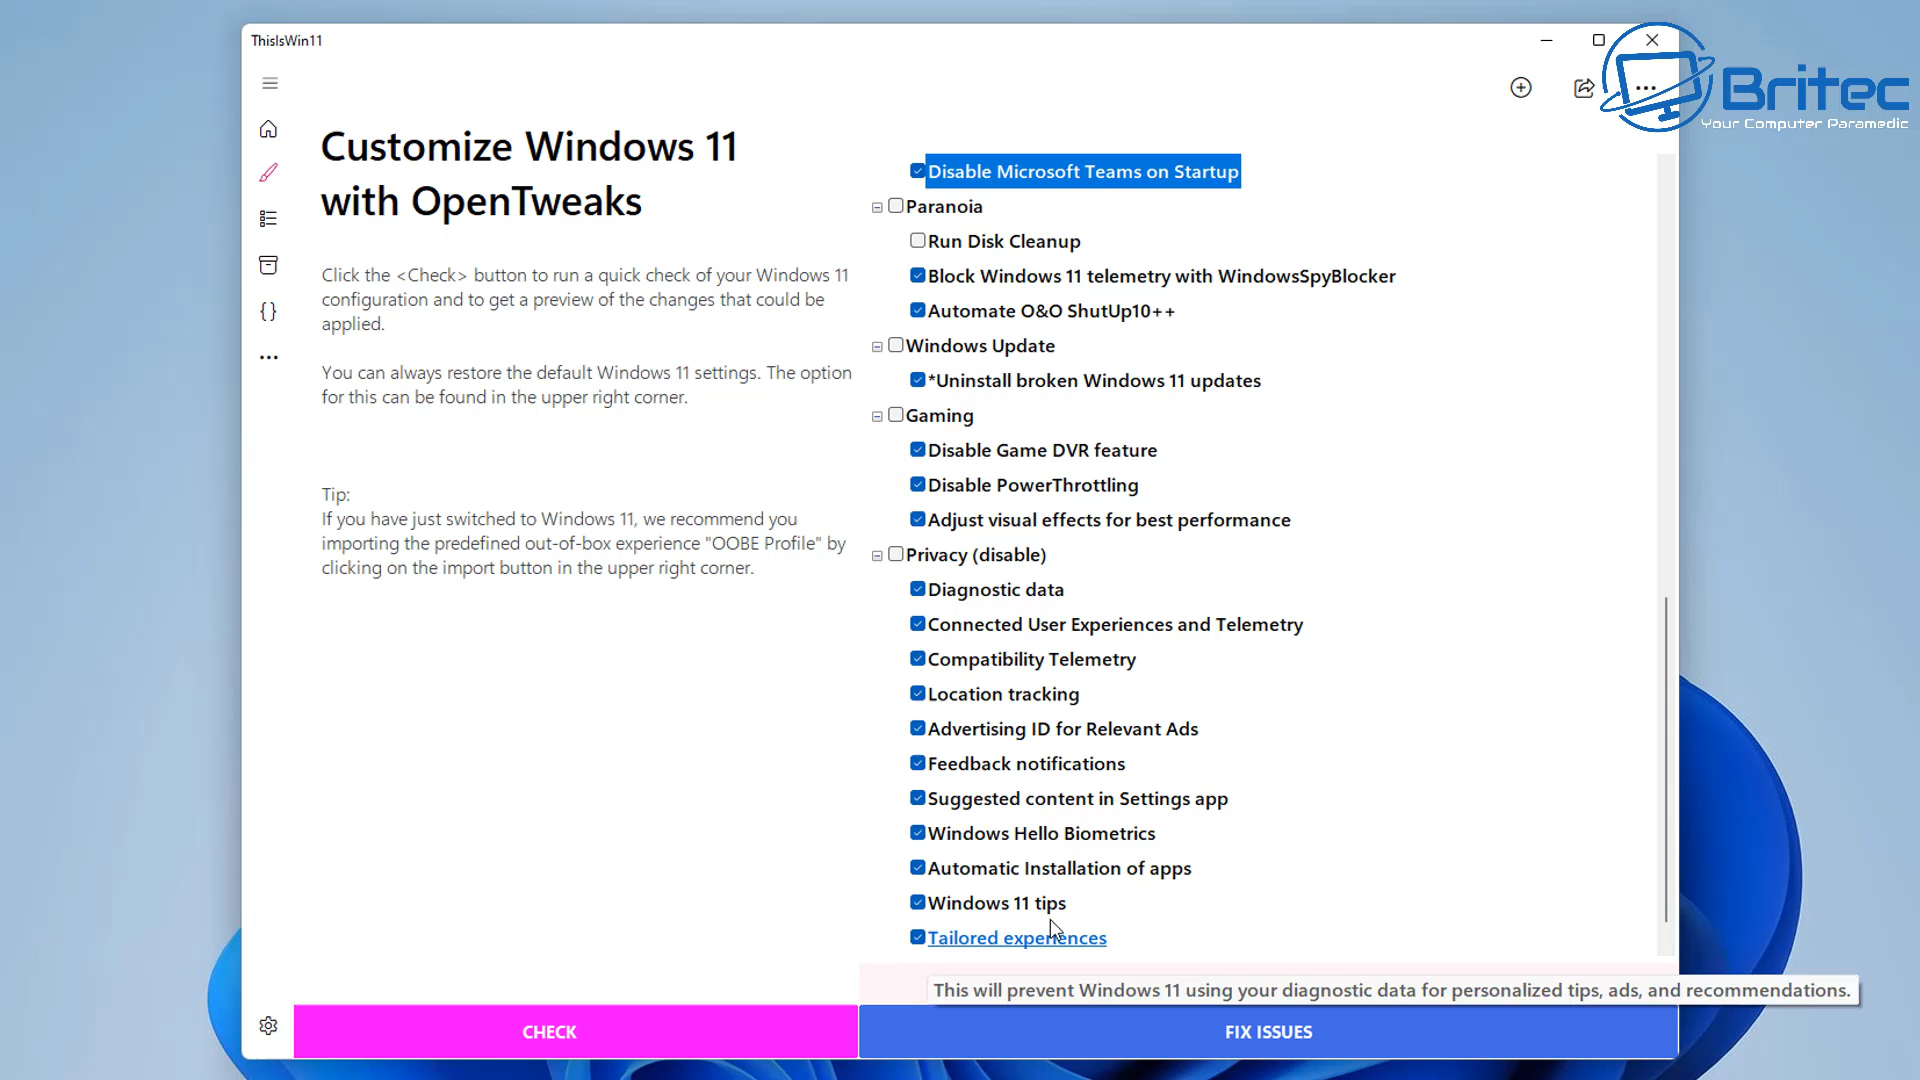 ThisIsWin11
Britec
Your Computer Paramedic
Customize Windows 11
with OpenTweaks
Click the <Check> button to run a quick check of your Windows 11
configuration and to get a preview of the changes that could be
applied.
You can always restore the default Windows 11 settings. The option
for this can be found in the upper right corner.
Tip:
If you have just switched to Windows 11, we recommend you
importing the predefined out-of-box experience "OOBE Profile" by
clicking on the import button in the upper right corner.
Disable Microsoft Teams on Startup
Paranoia
Run Disk Cleanup
Block Windows 11 telemetry with WindowsSpyBlocker
Automate O&O ShutUp10++
Windows Update
*Uninstall broken Windows 11 updates
Gaming
Disable Game DVR feature
Disable PowerThrottling
Adjust visual effects for best performance
Privacy (disable)
Diagnostic data
Connected User Experiences and Telemetry
Compatibility Telemetry
Location tracking
Advertising ID for Relevant Ads
Feedback notifications
Suggested content in Settings app
Windows Hello Biometrics
Automatic Installation of apps
Windows 11 tips
Tailored experiences
This will prevent Windows 11 using your diagnostic data for personalized tips, ads, and recommendations.
CHECK
FIX ISSUES